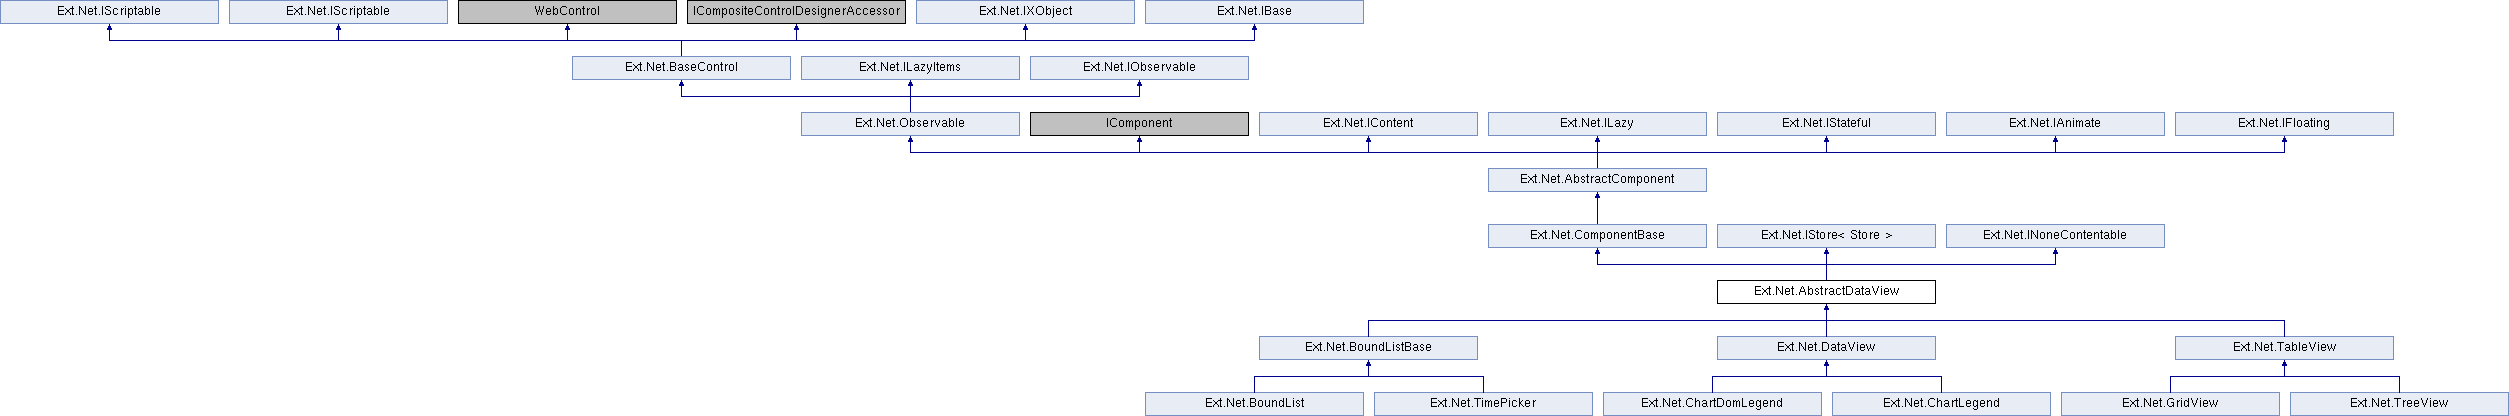 Ext.Net.IScriptable
Ext.Net.IScriptable
WebControl
ICompositeControlDesignerAccessor
Ext.Net.IXObject
Ext.Net.IBase
Ext.Net.BaseControl
Ext.Net.ILazyItems
Ext.Net.IObservable
Ext.Net.Observable
IComponent
Ext.Net.IContent
Ext.Net.ILazy
Ext.Net.IStateful
Ext.Net.IAnimate
Ext.Net.IFloating
Ext.Net.AbstractComponent
Ext.Net.ComponentBase
Ext.Net.IStore< Store >
Ext.Net.INoneContentable
Ext.Net.AbstractDataView
Ext.Net.BoundListBase
Ext.Net.DataView
Ext.Net.TableView
Ext.Net.BoundList
Ext.Net.TimePicker
Ext.Net.ChartDomLegend
Ext.Net.ChartLegend
Ext.Net.GridView
Ext.Net.TreeView